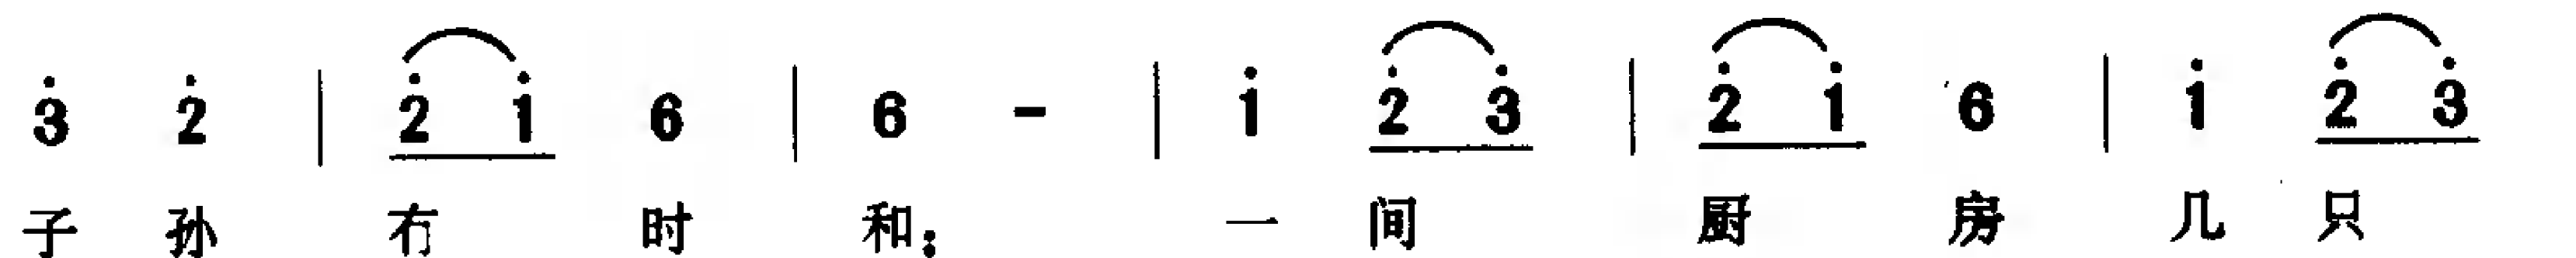 3̇ 2̇ | 2̇ 1̇ 6 | 6 - | 1̇ 2̇ 3̇ | 2̇ 1̇ 6 | 1̇ 2̇ 3̇
子 孙 冇 时 和; 一 间 厨 房 几 只